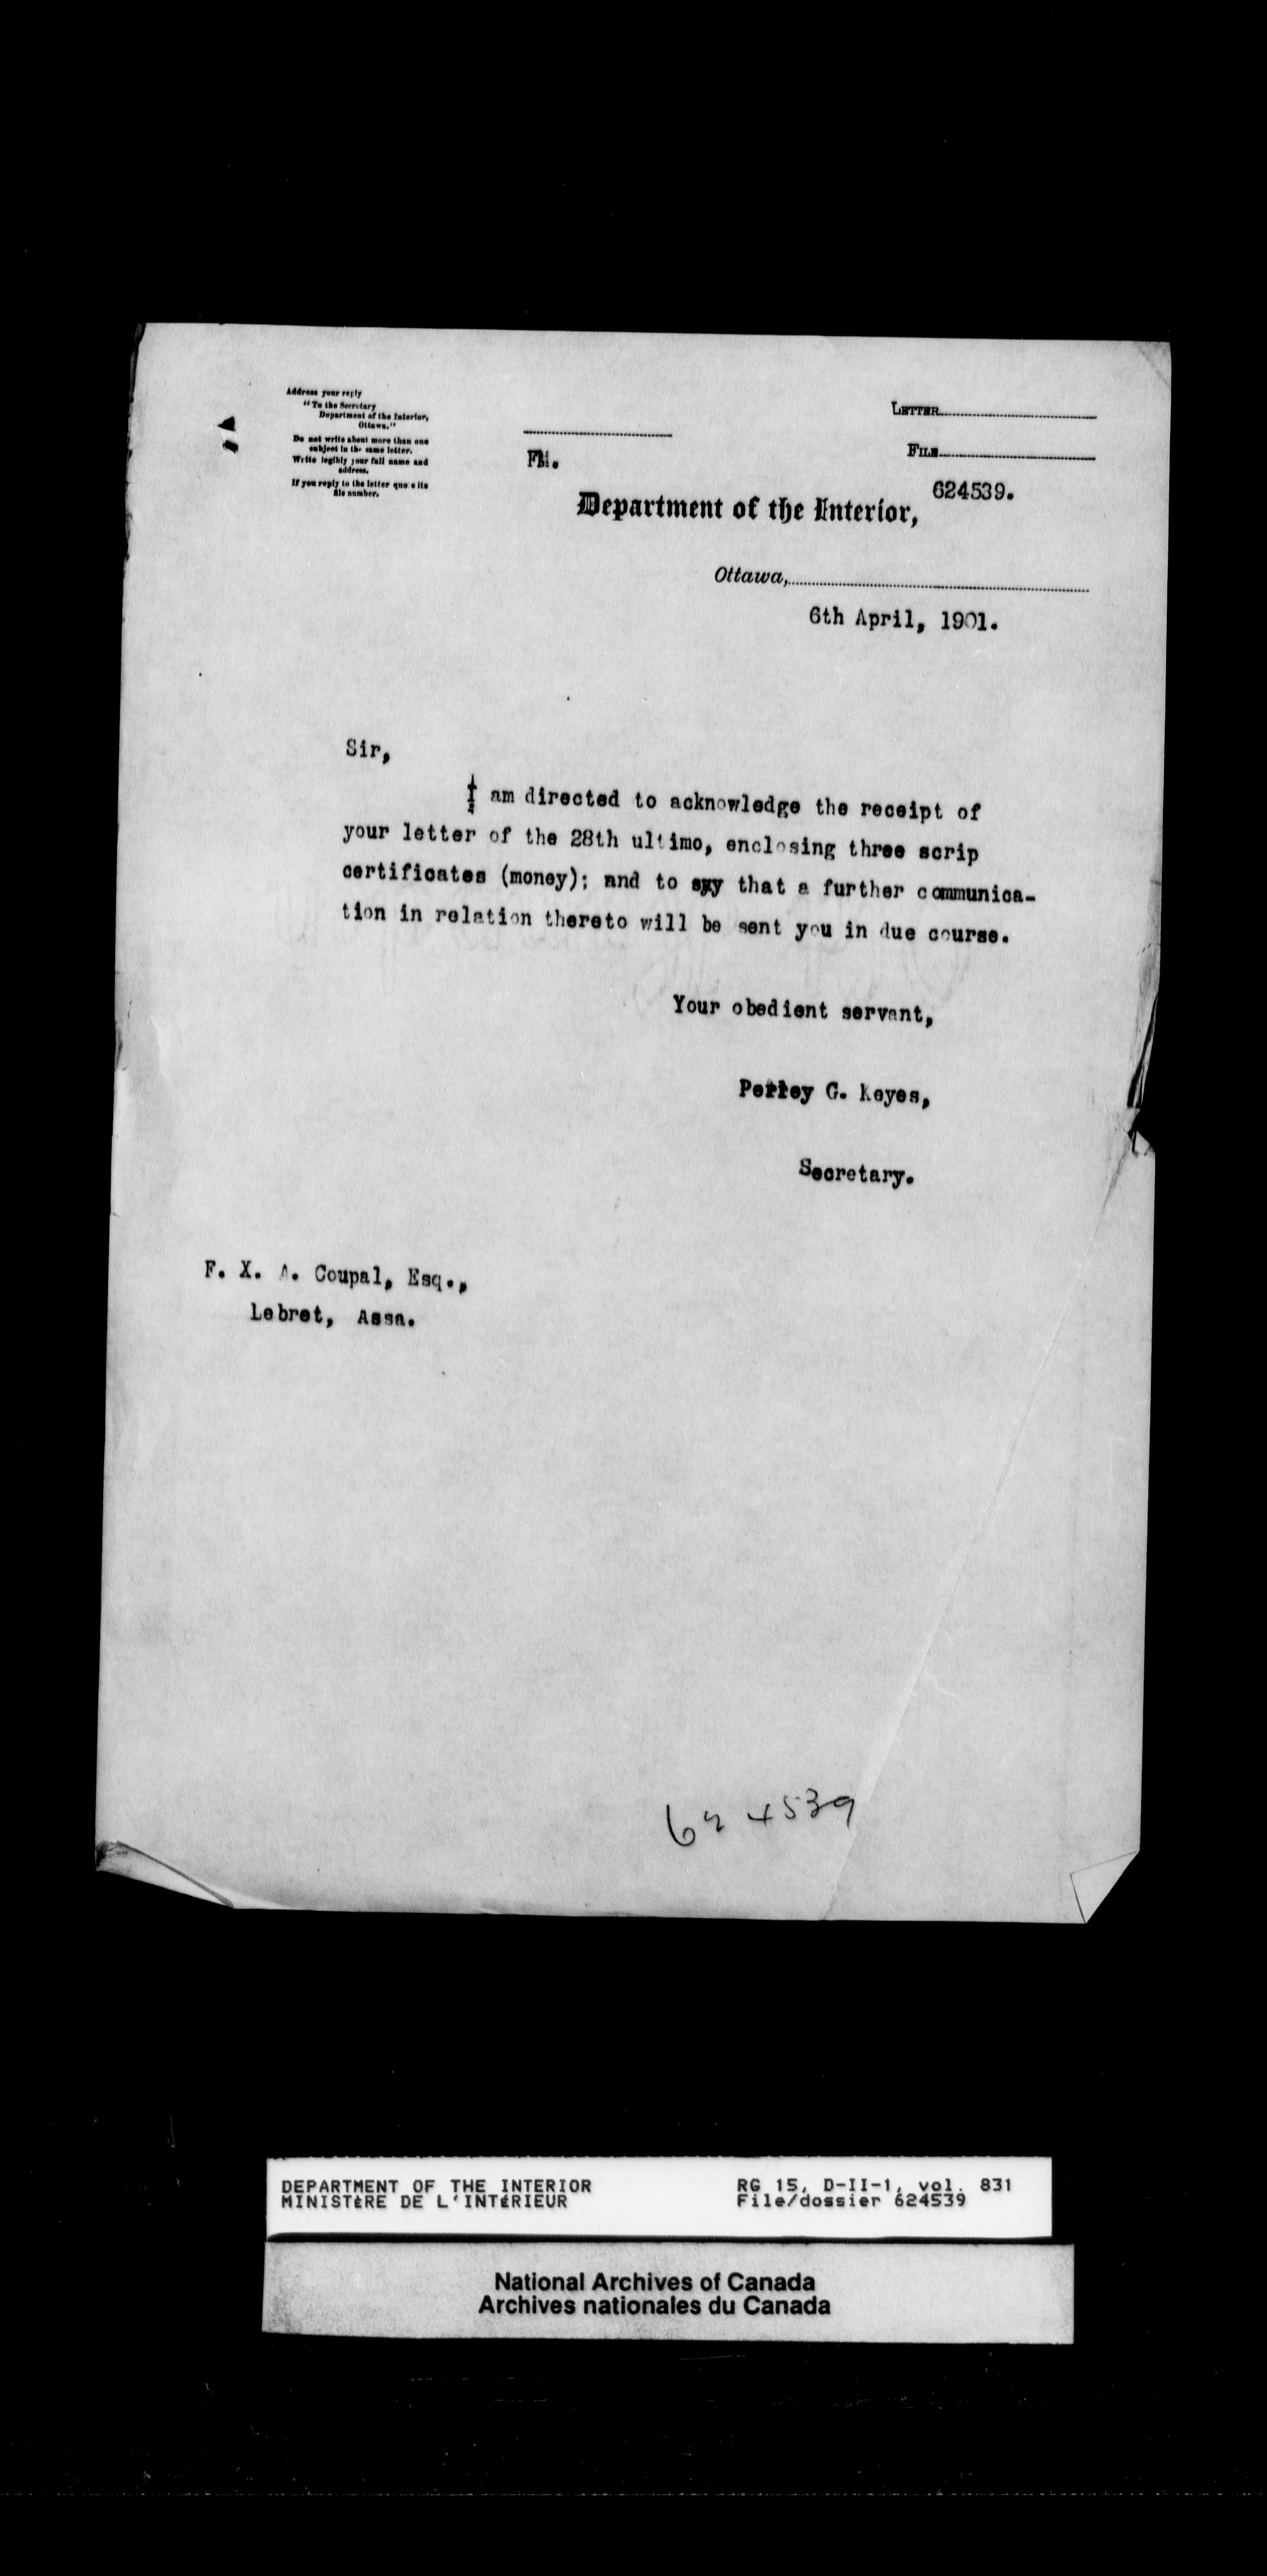 Address your reply
"To the Secretary
Department of the Interior,
Ottawa."
Do not write about more than one
subject in the same letter.
Write legibly your full name and
address.
If you reply to the letter quote its
file number.
LETTER
FILE
624539.
Department of the Interior,
Ottawa,
6th April, 1901.
Sir,
I am directed to acknowledge the receipt of
your letter of the 28th ultimo, enclosing three scrip
certificates (money); and to say that a further communica-
tion in relation thereto will be sent you in due course.
Your obedient servant,
Perley G. Keyes,
Secretary.
F. X. A. Coupal, Esq.,
Lebret, Assa.
624539
DEPARTMENT OF THE INTERIOR
MINISTÈRE DE L'INTÉRIEUR
RG 15, D-II-1, vol. 831
File/dossier 624539
National Archives of Canada
Archives nationales du Canada